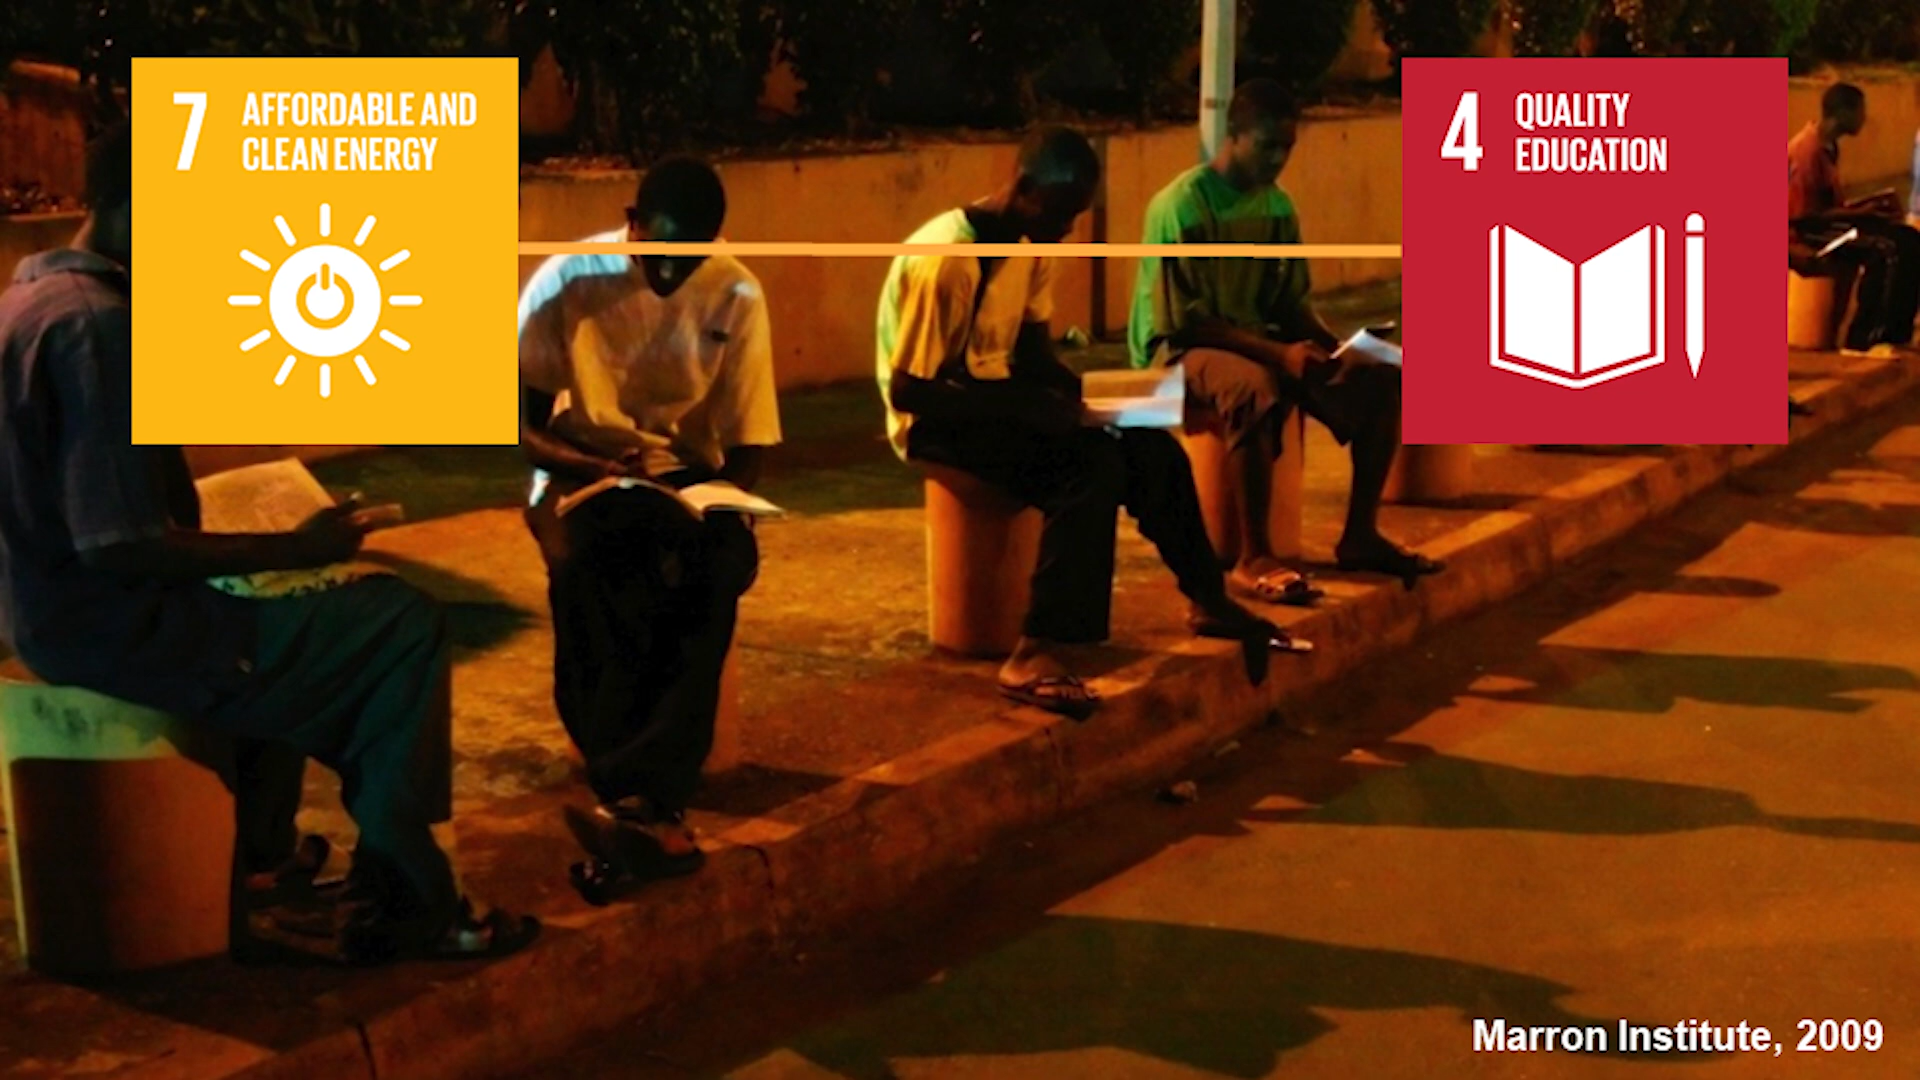 7 AFFORDABLE AND
CLEAN ENERGY
4 QUALITY
EDUCATION
Marron Institute, 2009